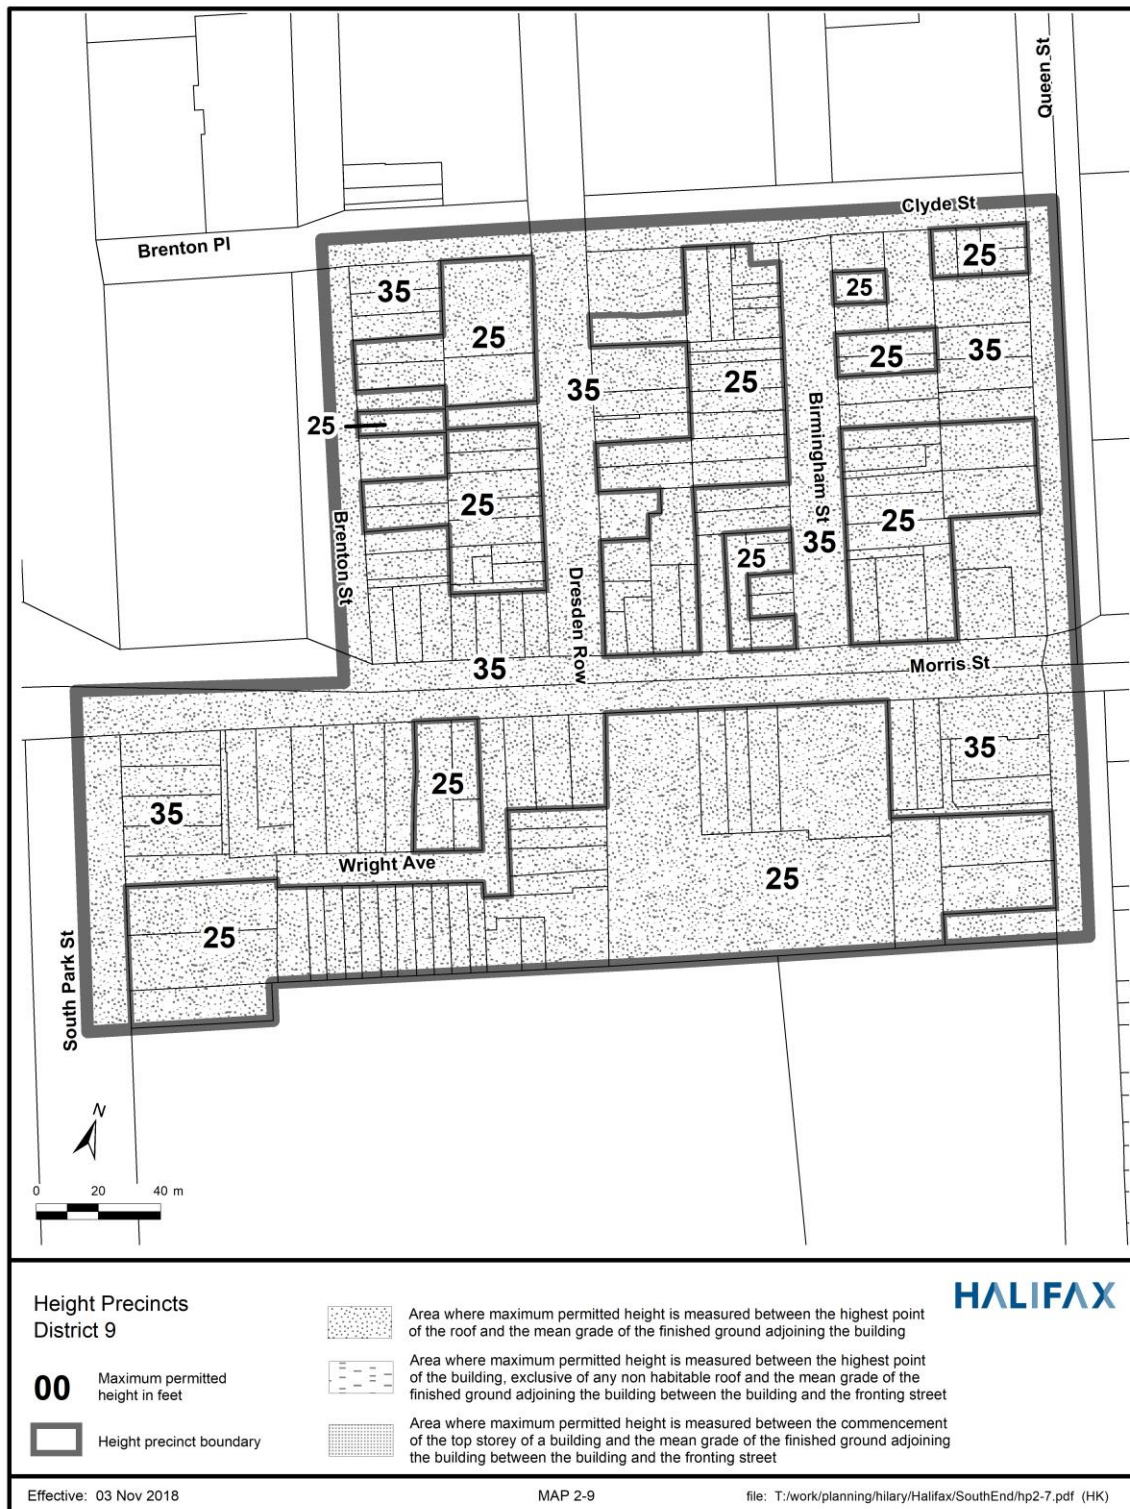 Queen St
Clyde St
Brenton Pl
25
35
25
25
35
25
35
25
25
Birmingham St
25
25
25
Brenton St
35
25
Dresden Row
Morris St
35
35
25
35
Wright Ave
25
25
South Park St
N
0 20 40 m
Height Precincts
District 9
00 Maximum permitted
height in feet
Height precinct boundary
Area where maximum permitted height is measured between the highest point
of the roof and the mean grade of the finished ground adjoining the building
Area where maximum permitted height is measured between the highest point
of the building, exclusive of any non habitable roof and the mean grade of the
finished ground adjoining the building between the building and the fronting street
Area where maximum permitted height is measured between the commencement
of the top storey of a building and the mean grade of the finished ground adjoining
the building between the building and the fronting street
HALIFAX
Effective: 03 Nov 2018
MAP 2-9
file: T:/work/planning/hilary/Halifax/SouthEnd/hp2-7.pdf (HK)